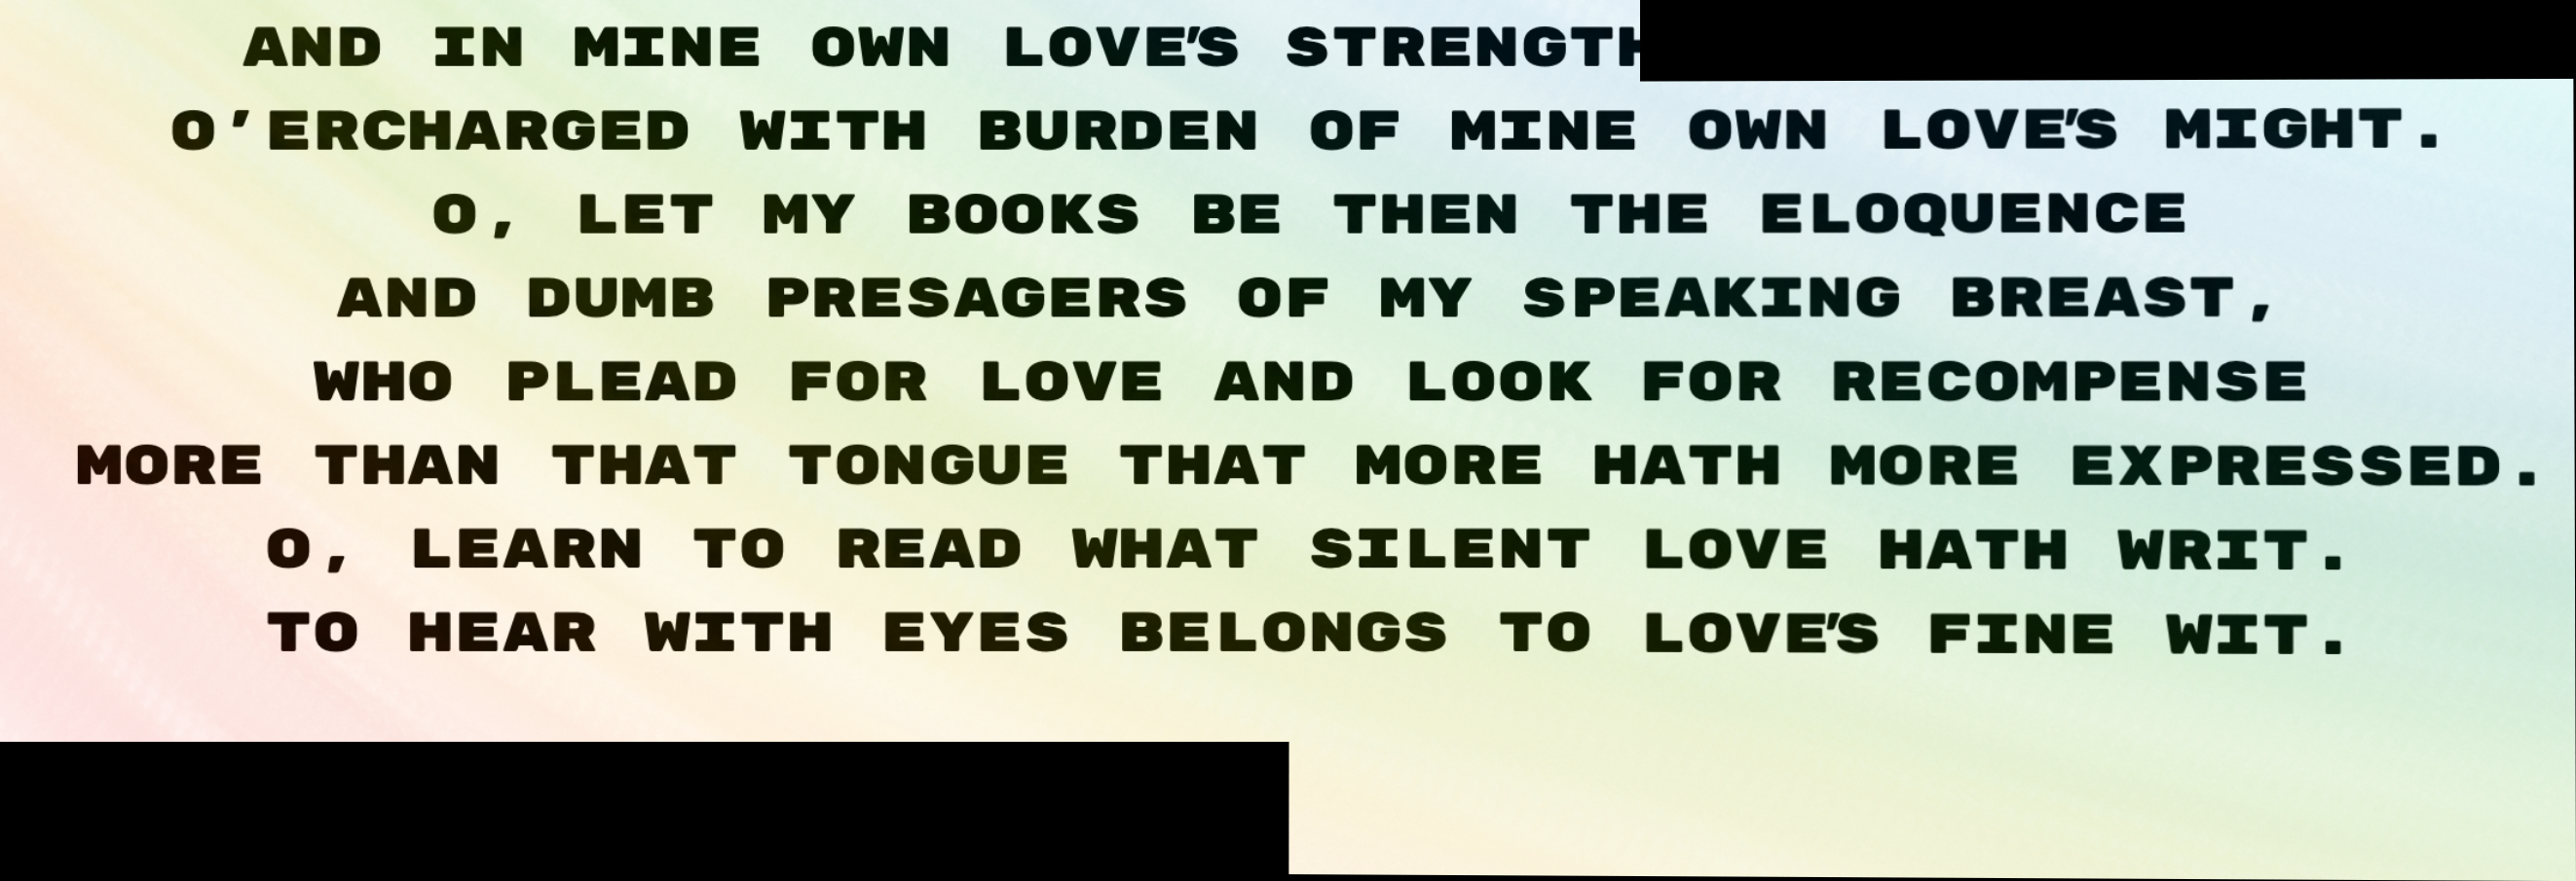 AND IN MINE OWN LOVE'S STRENGTH
O'ERCHARGED WITH BURDEN OF MINE OWN LOVE'S MIGHT.
O, LET MY BOOKS BE THEN THE ELOQUENCE
AND DUMB PRESAGERS OF MY SPEAKING BREAST,
WHO PLEAD FOR LOVE AND LOOK FOR RECOMPENSE
MORE THAN THAT TONGUE THAT MORE HATH MORE EXPRESSED.
O, LEARN TO READ WHAT SILENT LOVE HATH WRIT.
TO HEAR WITH EYES BELONGS TO LOVE'S FINE WIT.